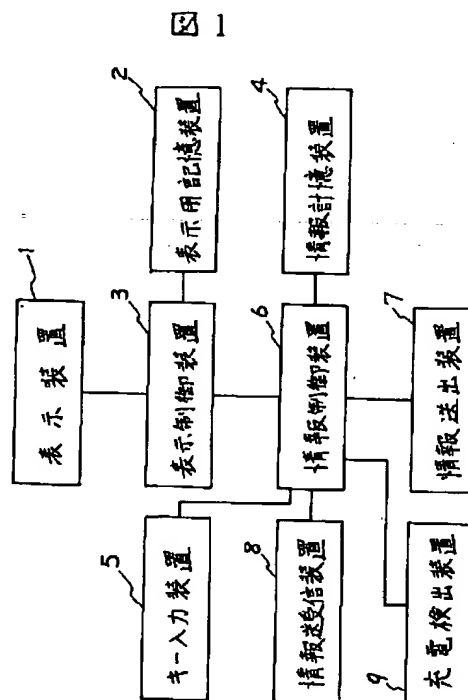 図 1
1
表示装置
2
表示用記憶装置
3
表示制御装置
4
情報計憶装置
5
キー入力装置
6
情報制御装置
7
情報送出装置
8
情報送受信装置
9
充電検出装置